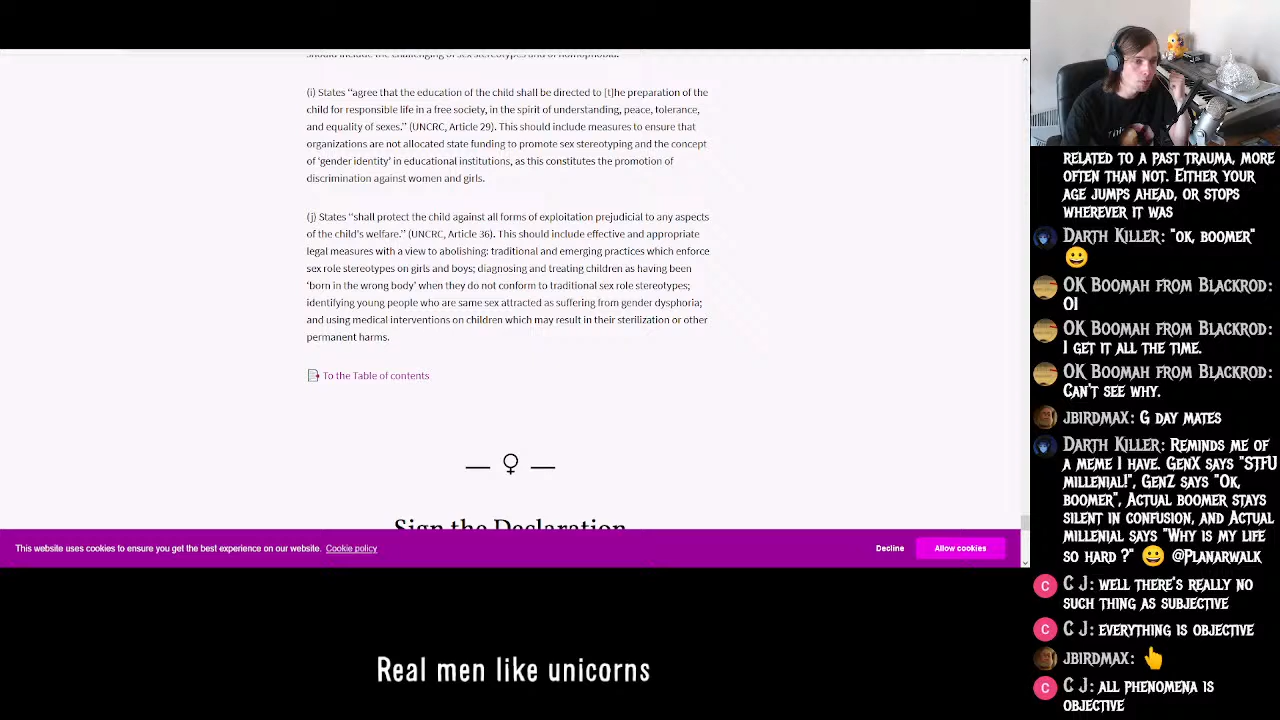 should include the challenging of sex stereotypes and of homophobia.
(i) States “agree that the education of the child shall be directed to [t]he preparation of the
child for responsible life in a free society, in the spirit of understanding, peace, tolerance,
and equality of sexes.” (UNCRC, Article 29). This should include measures to ensure that
organizations are not allocated state funding to promote sex stereotyping and the concept
of ‘gender identity’ in educational institutions, as this constitutes the promotion of
discrimination against women and girls.
(j) States “shall protect the child against all forms of exploitation prejudicial to any aspects
of the child’s welfare.” (UNCRC, Article 36). This should include effective and appropriate
legal measures with a view to abolishing: traditional and emerging practices which enforce
sex role stereotypes on girls and boys; diagnosing and treating children as having been
‘born in the wrong body’ when they do not conform to traditional sex role stereotypes;
identifying young people who are same sex attracted as suffering from gender dysphoria;
and using medical interventions on children which may result in their sterilization or other
permanent harms.
To the Table of contents
Sign the Declaration
This website uses cookies to ensure you get the best experience on our website. Cookie policy
Decline
Allow cookies
Real men like unicorns
RELATED TO A PAST TRAUMA, MORE
OFTEN THAN NOT. EITHER YOUR
AGE JUMPS AHEAD, OR STOPS
WHEREVER IT WAS
DARTH KILLER: "OK, BOOMER"
OK BOOMAH FROM BLACKROD:
OI
OK BOOMAH FROM BLACKROD:
I GET IT ALL THE TIME.
OK BOOMAH FROM BLACKROD:
CAN'T SEE WHY.
JBIRDMAX: G DAY MATES
DARTH KILLER: REMINDS ME OF
A MEME I HAVE. GENX SAYS "STFU
MILLENIAL!", GENZ SAYS "OK,
BOOMER", ACTUAL BOOMER STAYS
SILENT IN CONFUSION, AND ACTUAL
MILLENIAL SAYS "WHY IS MY LIFE
SO HARD ?" 😀 @PLANARWALK
C J: WELL THERE'S REALLY NO
SUCH THING AS SUBJECTIVE
C J: EVERYTHING IS OBJECTIVE
JBIRDMAX: 👆
C J: ALL PHENOMENA IS
OBJECTIVE